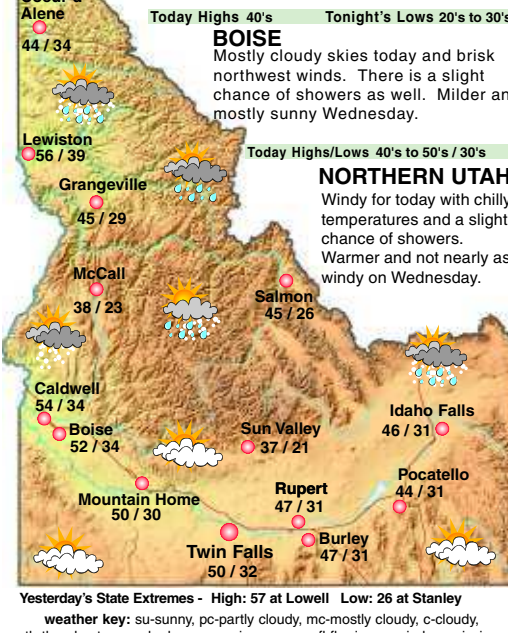 Alene
44 / 34
Today Highs 40's Tonight's Lows 20's to 30's
BOISE
Mostly cloudy skies today and brisk
northwest winds. There is a slight
chance of showers as well. Milder
mostly sunny Wednesday.
Lewiston
56 / 39
Today Highs/Lows 40's to 50's / 30's
NORTHERN UTAH
Windy for today with chilly
temperatures and a slight
chance of showers.
Warmer and not nearly as
windy on Wednesday.
Grangeville
45 / 29
McCall
38 / 23
Salmon
45 / 26
Caldwell
54 / 34
Boise
52 / 34
Sun Valley
37 / 21
Idaho Falls
46 / 31
Mountain Home
50 / 30
Rupert
47 / 31
Pocatello
44 / 31
Twin Falls
50 / 32
Burley
47 / 31
Yesterday's State Extremes - High: 57 at Lowell Low: 26 at Stanley
weather key: su-sunny, pc-partly cloudy, mc-mostly cloudy, c-cloudy,